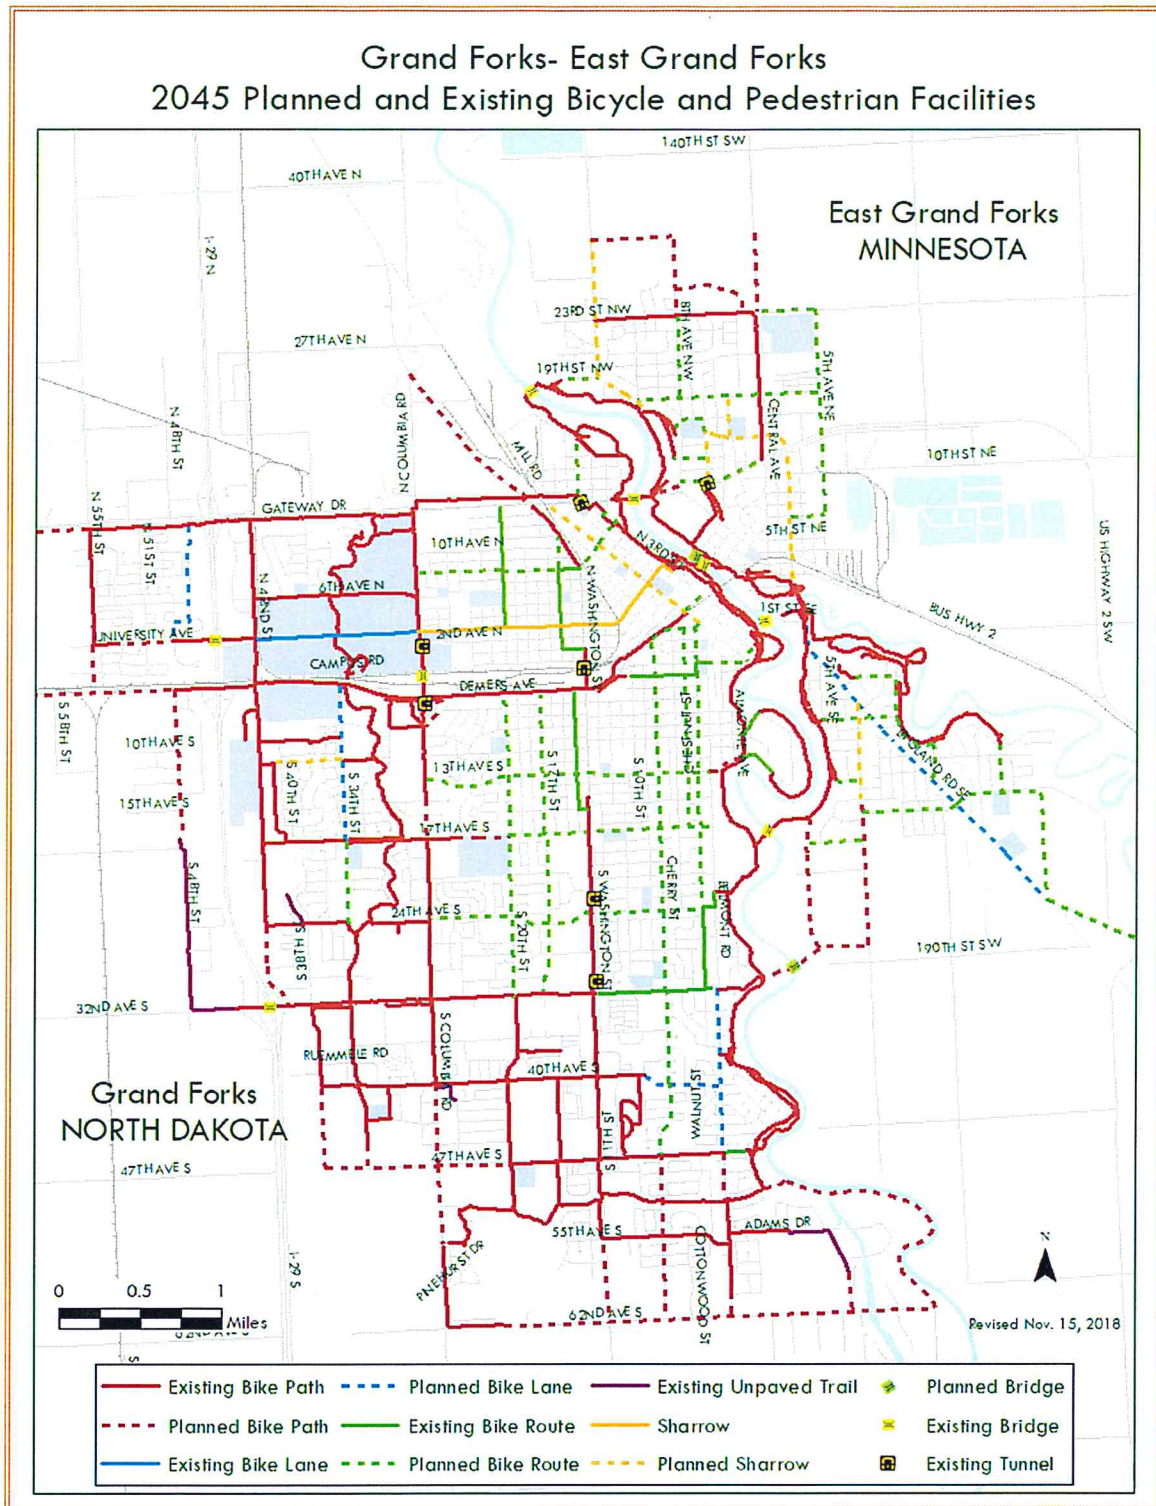 Grand Forks- East Grand Forks
2045 Planned and Existing Bicycle and Pedestrian Facilities
140TH ST SW
40TH AVE N
East Grand Forks
MINNESOTA
I-29 N
23RD ST NW
8TH AVE NW
27TH AVE N
19TH ST NW
5TH AVE NE
N COLUMBIA RD
CENTRAL AVE
N 48TH ST
MILL RD
10TH ST NE
N 55TH ST
GATEWAY DR
N 51ST ST.
5TH ST NE
US HIGHWAY 2 SW
10TH AVE N
N 3RD
6TH AVE N
N 42ND ST
N WASHINGTON ST
1ST ST SE
BUS HWY 2
UNIVERSITY AVE
2ND AVE N
CAMPUS RD
5TH AVE SE
DEMERS AVE
S 58TH ST
ALMONTE AVE
CHESTNUT ST
BYGLAND RD SE
10TH AVE S
13TH AVE S
S 17TH ST
S 10TH ST
15TH AVE S
S 40TH ST
S 34TH ST
17TH AVE S
S 48TH ST
CHERRY ST
S WASHINGTON ST
BELMONT RD
24TH AVE S
S 20TH ST
S 38TH S
190TH ST SW
32ND AVE S
S COLUMBIA RD
RUEMMELE RD
40TH AVE S
Grand Forks
NORTH DAKOTA
WALNUT ST
S 11TH ST
47TH AVE S
47TH AVE S
ADAMS DR
55TH AVE S
COTTONWOOD ST
PINEHURST DR
N
I-29 S
0 0.5 1
Miles
62ND AVE S
62ND AVE S
Revised Nov. 15, 2018
S
Existing Bike Path Planned Bike Lane Existing Unpaved Trail Planned Bridge
Planned Bike Path Existing Bike Route Sharrow Existing Bridge
Existing Bike Lane Planned Bike Route Planned Sharrow Existing Tunnel